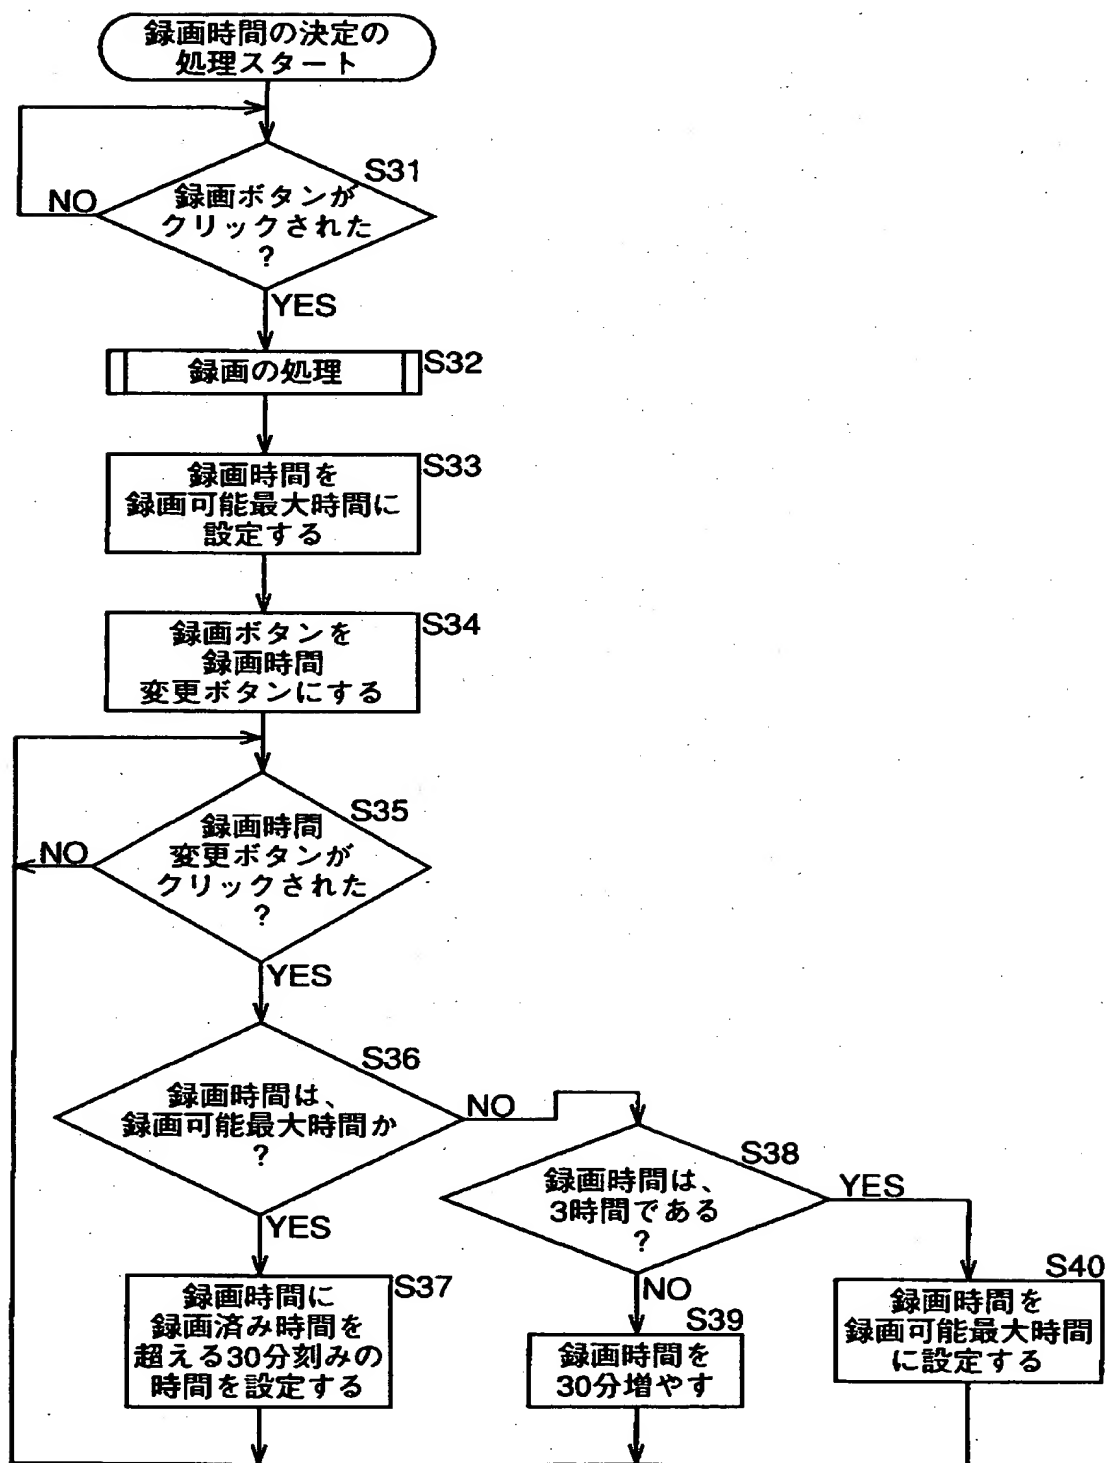 録画時間の決定の
処理スタート
S31
録画ボタンが
クリックされた
?
NO
YES
S32
録画の処理
S33
録画時間を
録画可能最大時間に
設定する
S34
録画ボタンを
録画時間
変更ボタンにする
S35
録画時間
変更ボタンが
クリックされた
?
NO
YES
S36
録画時間は、
録画可能最大時間か
?
NO
YES
S38
録画時間は、
3時間である
?
YES
NO
S37
録画時間に
録画済み時間を
超える30分刻みの
時間を設定する
S39
録画時間を
30分増やす
S40
録画時間を
録画可能最大時間
に設定する